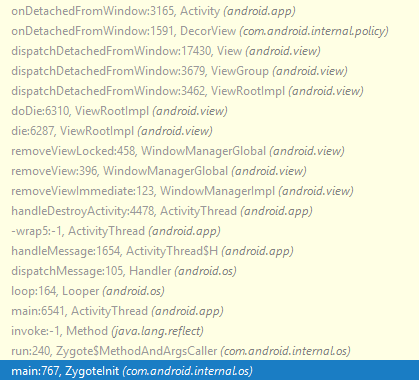 onDetachedFromWindow:3165, Activity (android.app)
onDetachedFromWindow:1591, DecorView (com.android.internal.policy)
dispatchDetachedFromWindow:17430, View (android.view)
dispatchDetachedFromWindow:3679, ViewGroup (android.view)
dispatchDetachedFromWindow:3462, ViewRootImpl (android.view)
doDie:6310, ViewRootImpl (android.view)
die:6287, ViewRootImpl (android.view)
removeViewLocked:458, WindowManagerGlobal (android.view)
removeView:396, WindowManagerGlobal (android.view)
removeViewImmediate:123, WindowManagerImpl (android.view)
handleDestroyActivity:4478, ActivityThread (android.app)
-wrap5:-1, ActivityThread (android.app)
handleMessage:1654, ActivityThread$H (android.app)
dispatchMessage:105, Handler (android.os)
loop:164, Looper (android.os)
main:6541, ActivityThread (android.app)
invoke:-1, Method (java.lang.reflect)
run:240, Zygote$MethodAndArgsCaller (com.android.internal.os)
main:767, ZygoteInit (com.android.internal.os)